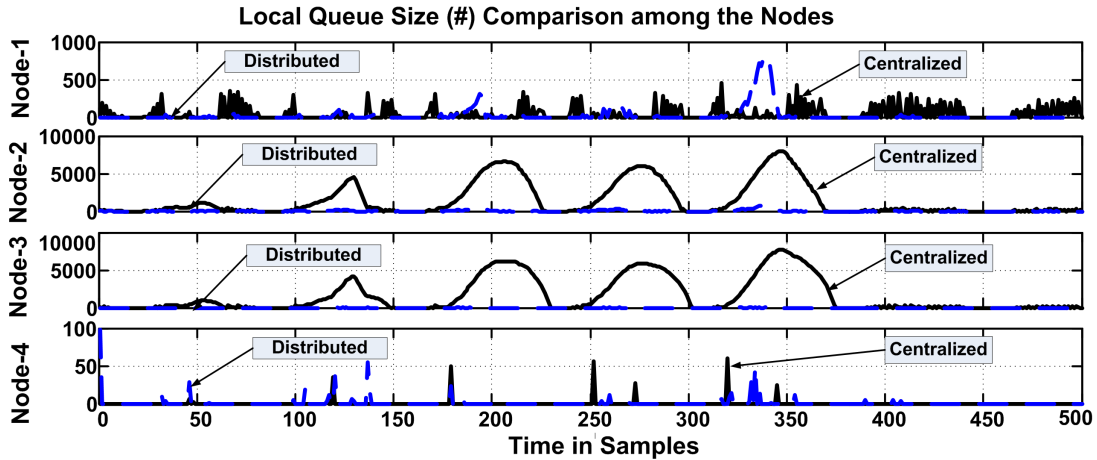 Local Queue Size (#) Comparison among the Nodes
Node-1
1000
500
0
Distributed
Centralized
Node-2
10000
5000
0
Distributed
Centralized
Node-3
10000
5000
0
Distributed
Centralized
Node-4
100
50
0
Distributed
Centralized
0 50 100 150 200 250 300 350 400 450 500
Time in Samples